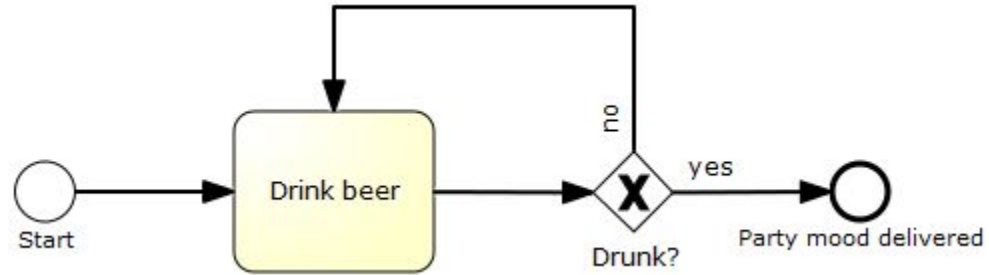 Start
Drink beer
no
Drunk?
yes
Party mood delivered